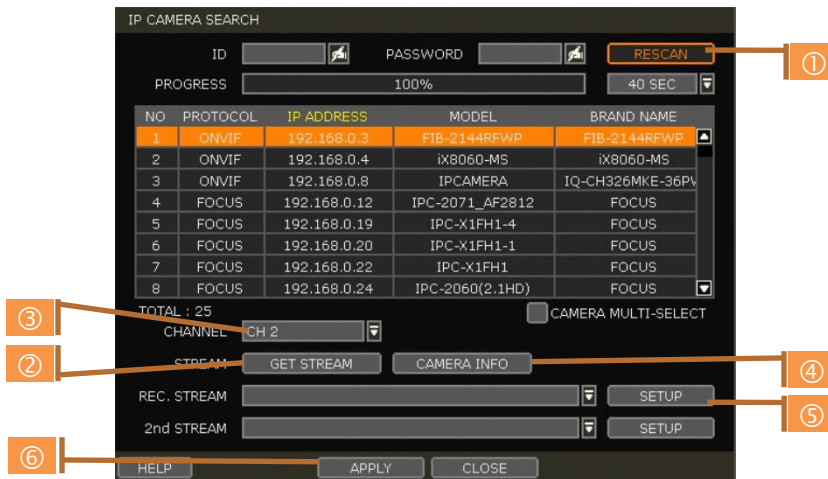 IP CAMERA SEARCH
ID PASSWORD RESCAN ①
PROGRESS 100% 40 SEC
NO PROTOCOL IP ADDRESS MODEL BRAND NAME
1 ONVIF 192.168.0.3 FIB-2144RFWP FIB-2144RFWP
2 ONVIF 192.168.0.4 iX8060-MS iX8060-MS
3 ONVIF 192.168.0.8 IPCAMERA IQ-CH326MKE-36PV
4 FOCUS 192.168.0.12 IPC-2071_AF2812 FOCUS
5 FOCUS 192.168.0.19 IPC-X1FH1-4 FOCUS
6 FOCUS 192.168.0.20 IPC-X1FH1-1 FOCUS
7 FOCUS 192.168.0.22 IPC-X1FH1 FOCUS
8 FOCUS 192.168.0.24 IPC-2060(2.1HD) FOCUS
TOTAL : 25 CAMERA MULTI-SELECT
③ CHANNEL CH 2
② STREAM GET STREAM CAMERA INFO ④
REC. STREAM SETUP ⑤
2nd STREAM SETUP
⑥ HELP APPLY CLOSE